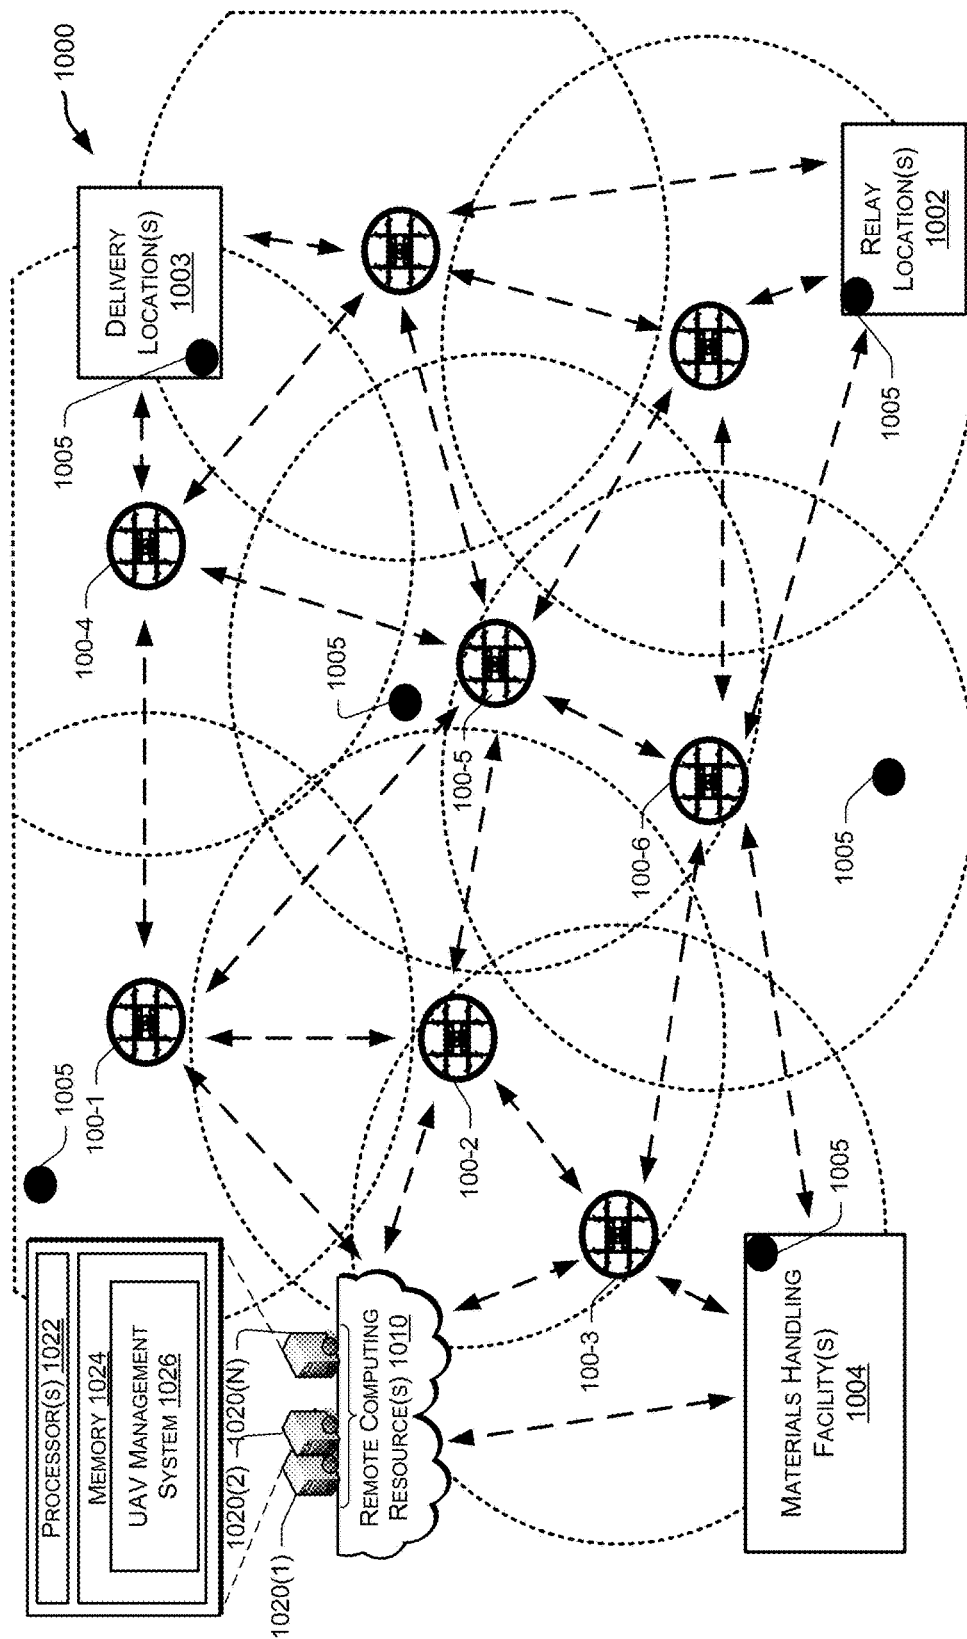 1000
PROCESSOR(S) 1022
MEMORY 1024
UAV MANAGEMENT
SYSTEM 1026
1020(1)
1020(2)
1020(N)
REMOTE COMPUTING
RESOURCE(S) 1010
1005
100-1
100-2
100-3
100-4
100-5
100-6
1005
DELIVERY
LOCATION(S)
1003
1005
1005
MATERIALS HANDLING
FACILITY(S)
1004
1005
1005
RELAY
LOCATION(S)
1002